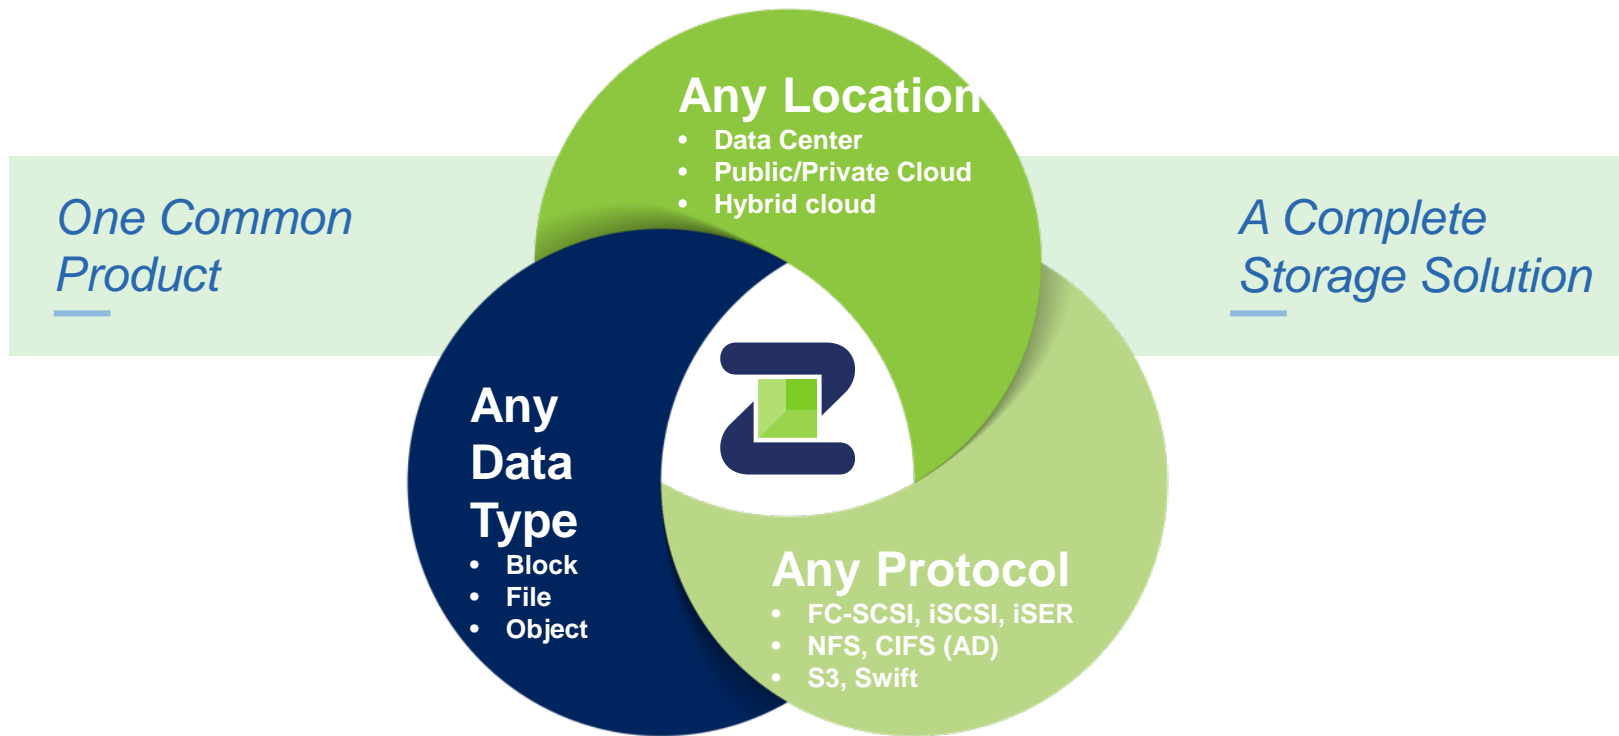 Any Location
• Data Center
• Public/Private Cloud
• Hybrid cloud
One Common
Product
A Complete
Storage Solution
Any
Data
Type
• Block
• File
• Object
Any Protocol
• FC-SCSI, iSCSI, iSER
• NFS, CIFS (AD)
• S3, Swift